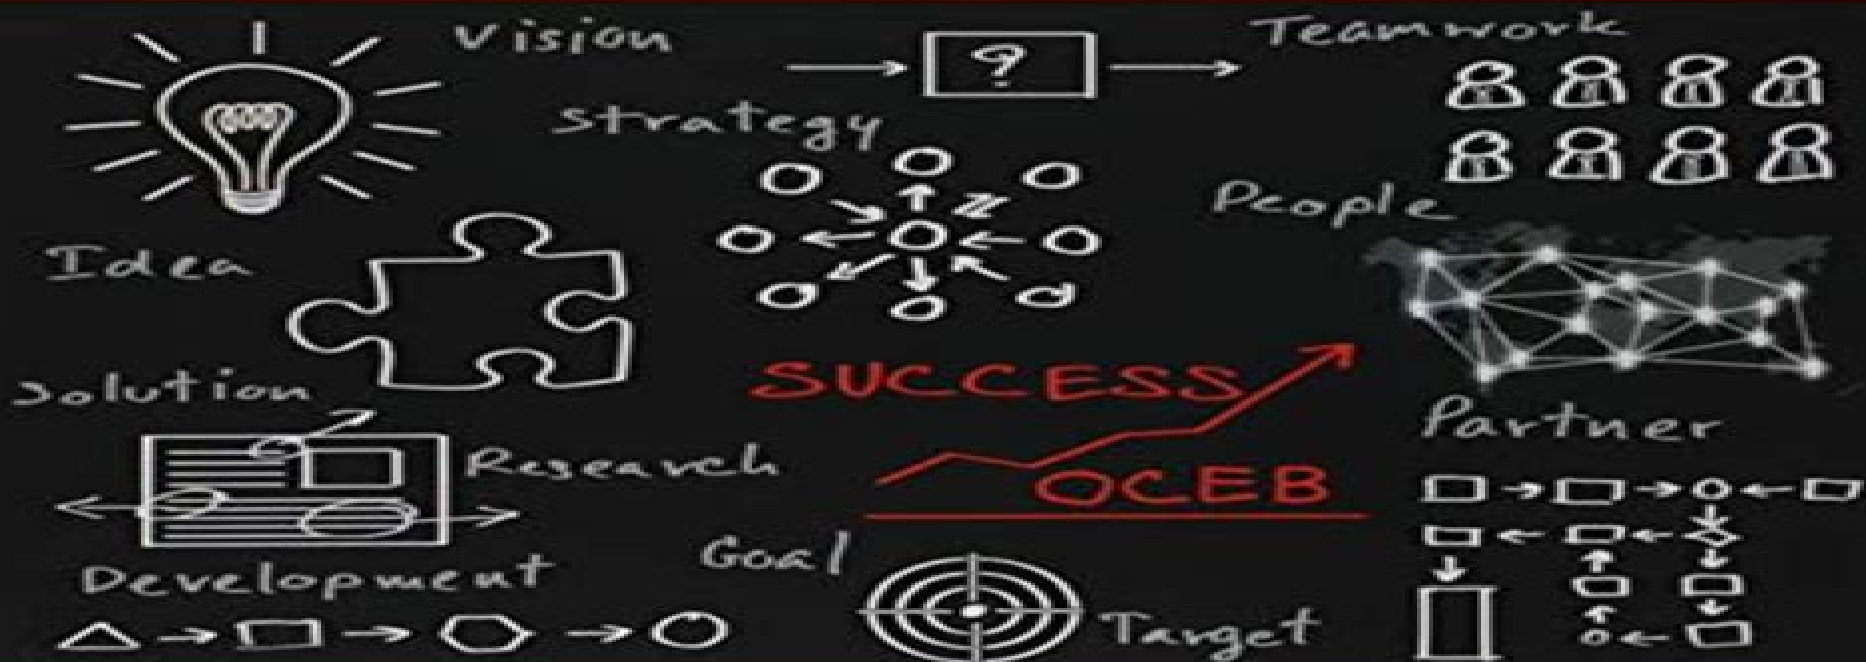 Vision
?
Teamwork
Strategy
People
Idea
SUCCESS
Solution
Partner
Research
OCEB
Goal
Development
Target